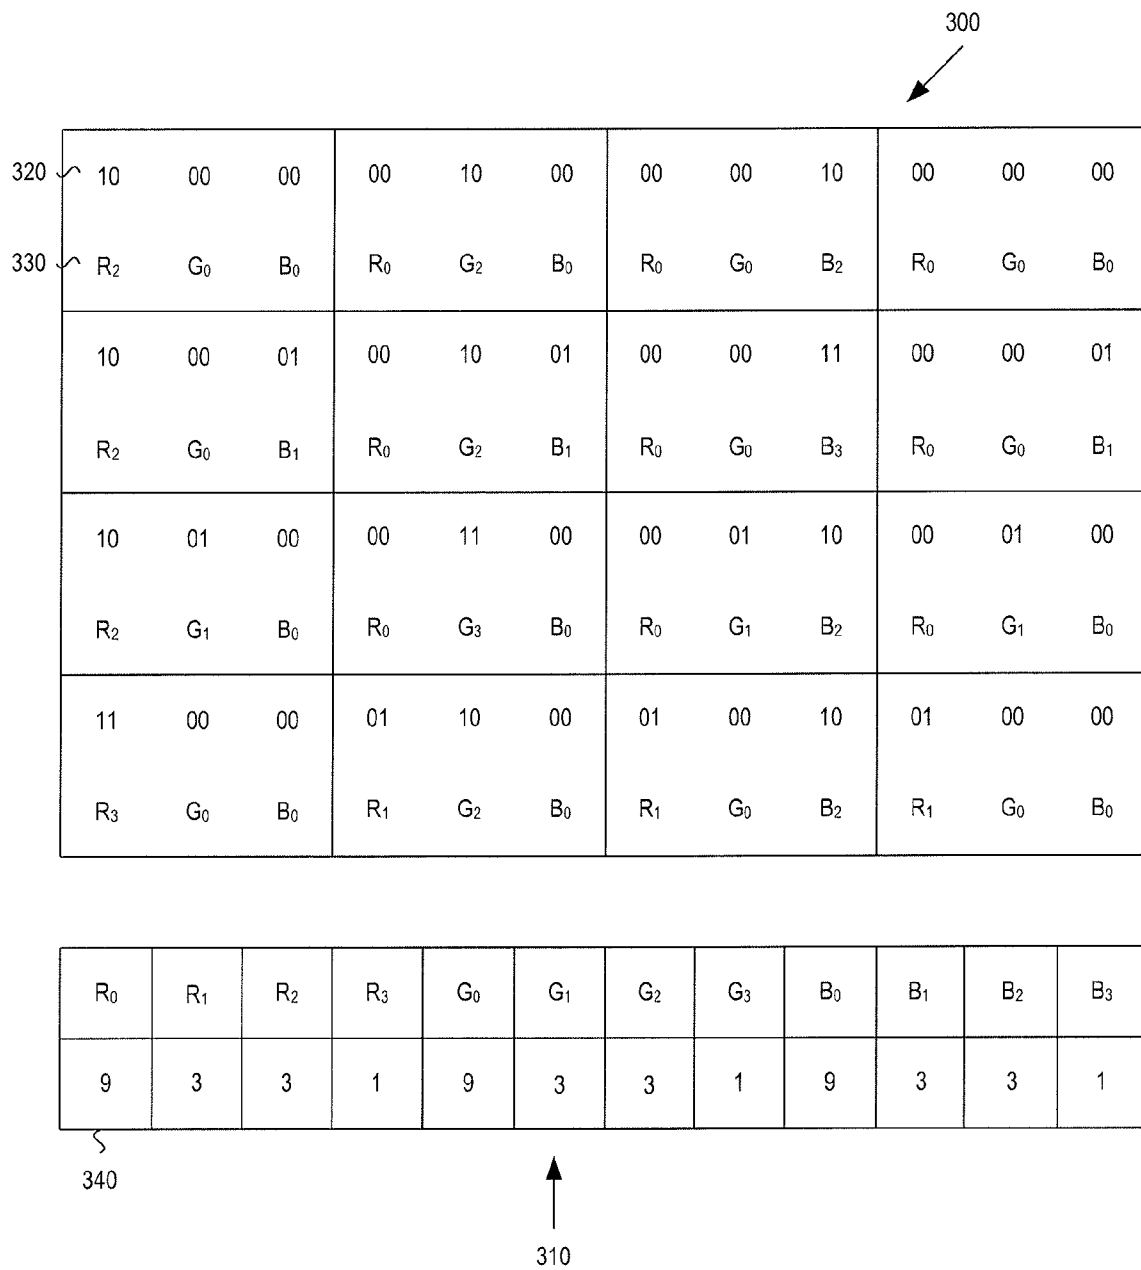 300
320 10 00 00 00 10 00 00 00 10 00 00 00
330 R₂ G₀ B₀ R₀ G₂ B₀ R₀ G₀ B₂ R₀ G₀ B₀
10 00 01 00 10 01 00 00 11 00 00 01
R₂ G₀ B₁ R₀ G₂ B₁ R₀ G₀ B₃ R₀ G₀ B₁
10 01 00 00 11 00 00 01 10 00 01 00
R₂ G₁ B₀ R₀ G₃ B₀ R₀ G₁ B₂ R₀ G₁ B₀
11 00 00 01 10 00 01 00 10 01 00 00
R₃ G₀ B₀ R₁ G₂ B₀ R₁ G₀ B₂ R₁ G₀ B₀
R₀ R₁ R₂ R₃ G₀ G₁ G₂ G₃ B₀ B₁ B₂ B₃
9 3 3 1 9 3 3 1 9 3 3 1
340
310